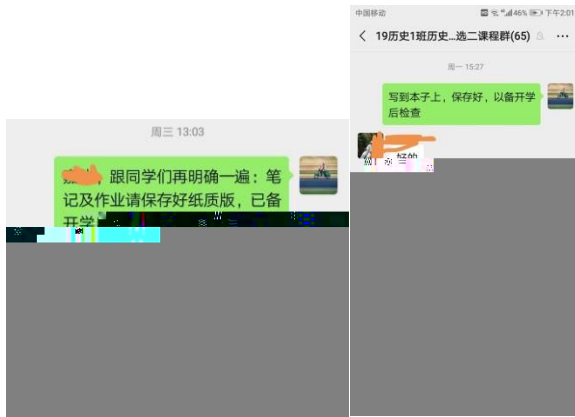 周三 13:03
，跟同学们再明确一遍：笔
记及作业请保存好纸质版，已备
开学
中国移动
46%
下午2:01
19历史1班历史...选二课程群(65)
周一 15:27
写到本子上，保存好，以备开学
后检查
好的